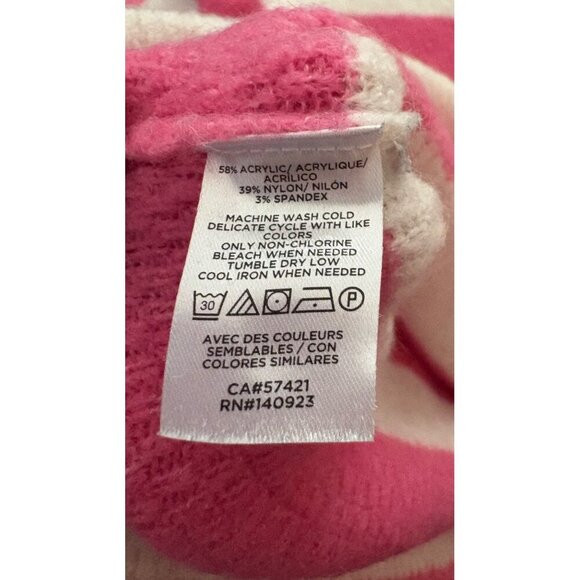 58% ACRYLIC/ ACRYLIQUE/
ACRÍLICO
39% NYLON/ NILÓN
3% SPANDEX
MACHINE WASH COLD
DELICATE CYCLE WITH LIKE
COLORS
ONLY NON-CHLORINE
BLEACH WHEN NEEDED
TUMBLE DRY LOW
COOL IRON WHEN NEEDED
30 P
AVEC DES COULEURS
SEMBLABLES / CON
COLORES SIMILARES
CA#57421
RN#140923